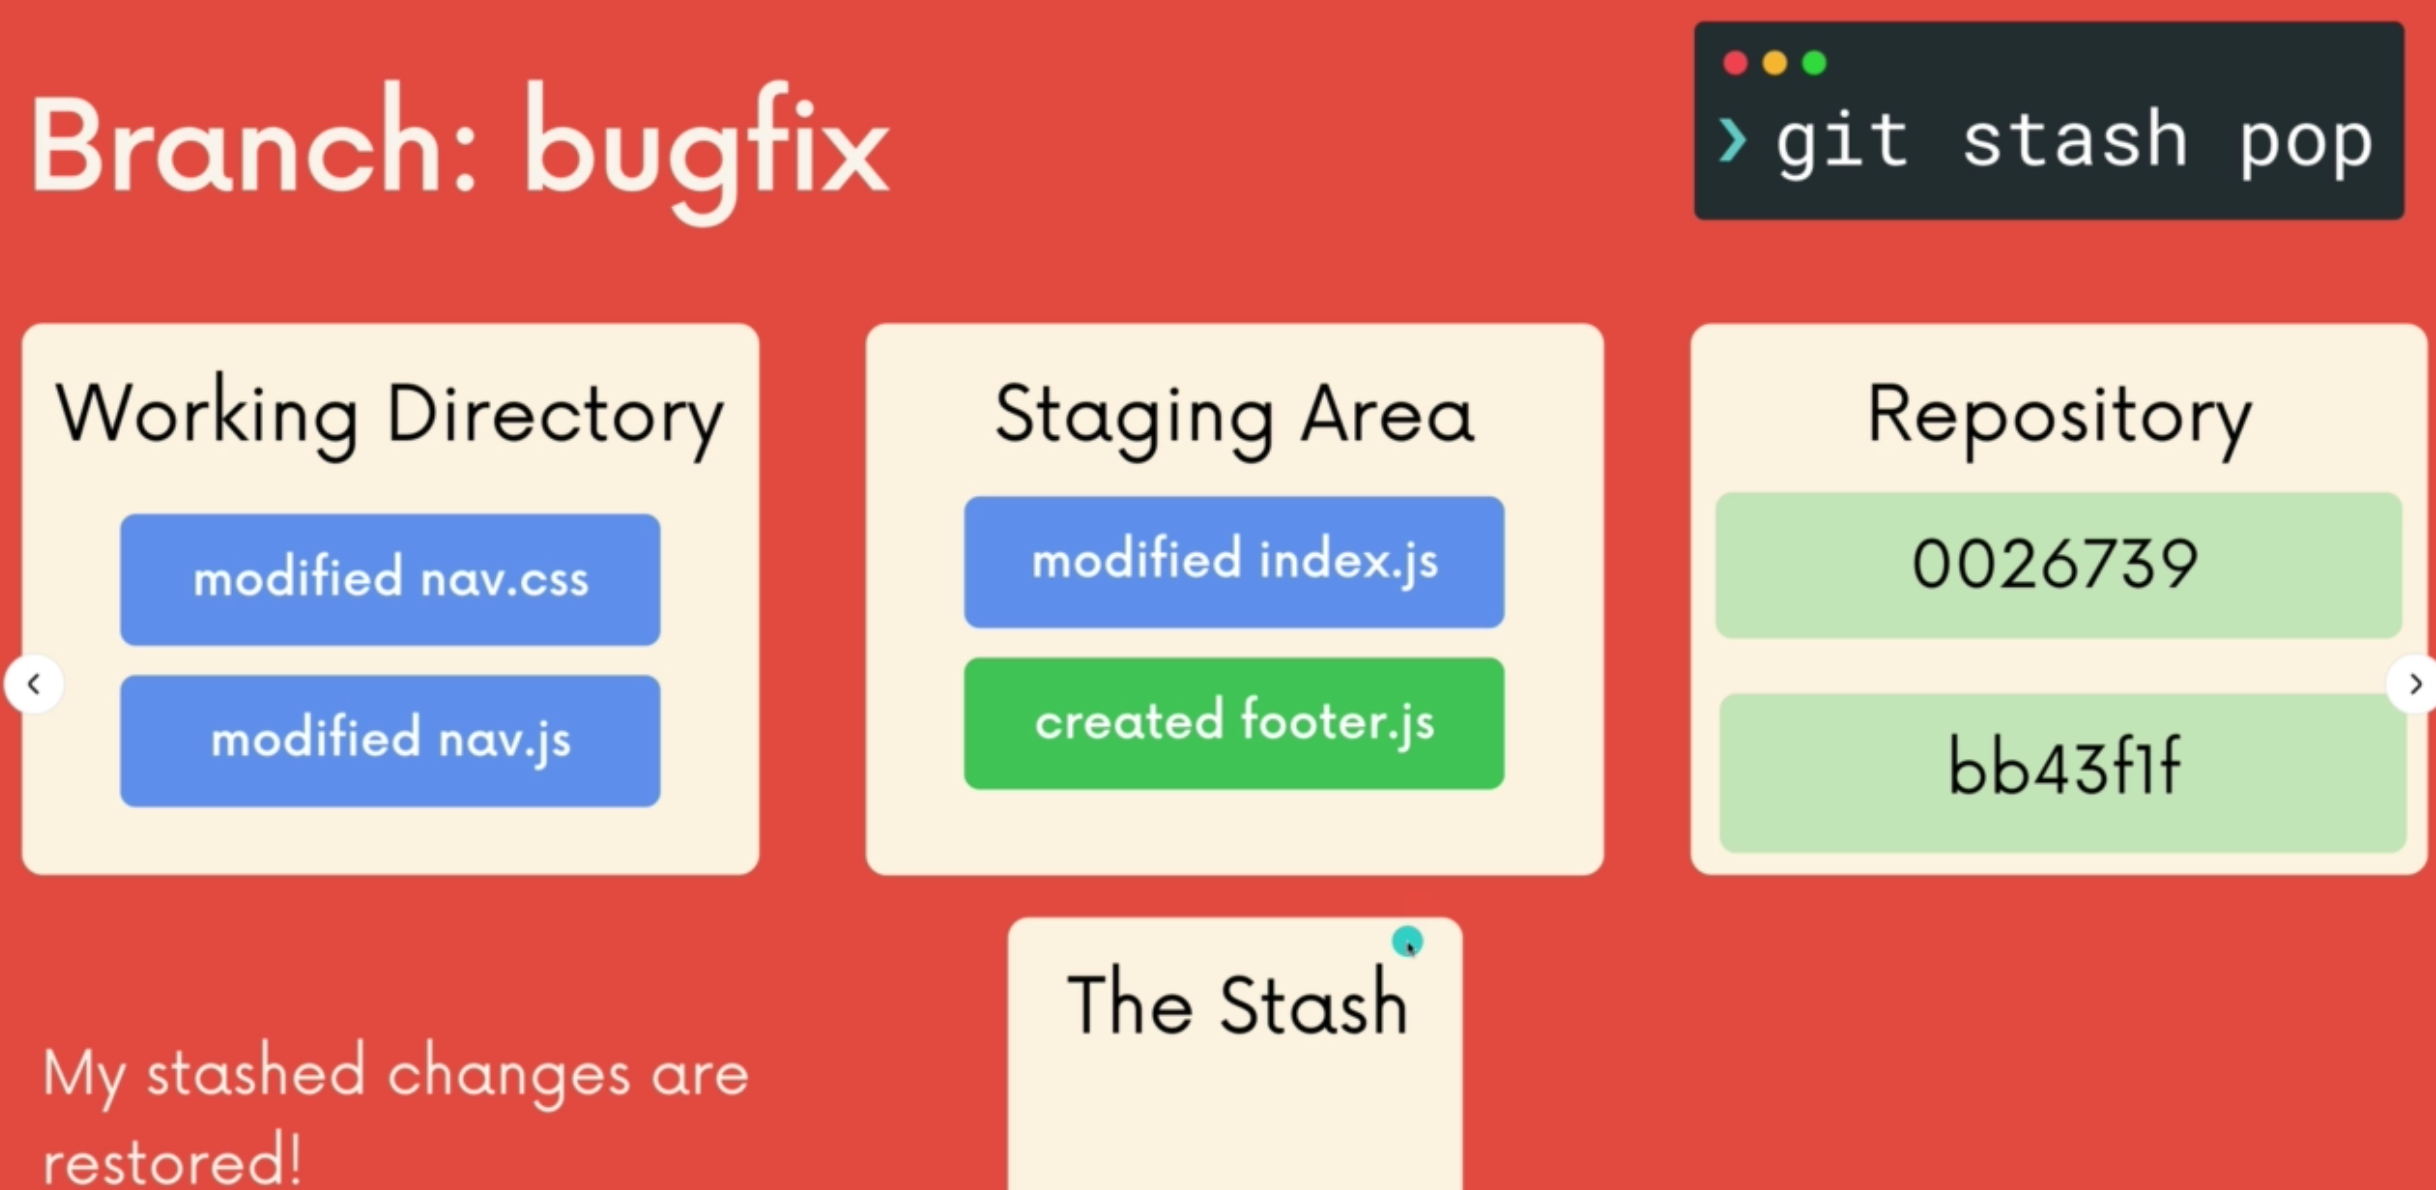 Branch: bugfix
❯ git stash pop
Working Directory
modified nav.css
modified nav.js
Staging Area
modified index.js
created footer.js
Repository
0026739
bb43f1f
The Stash
My stashed changes are
restored!